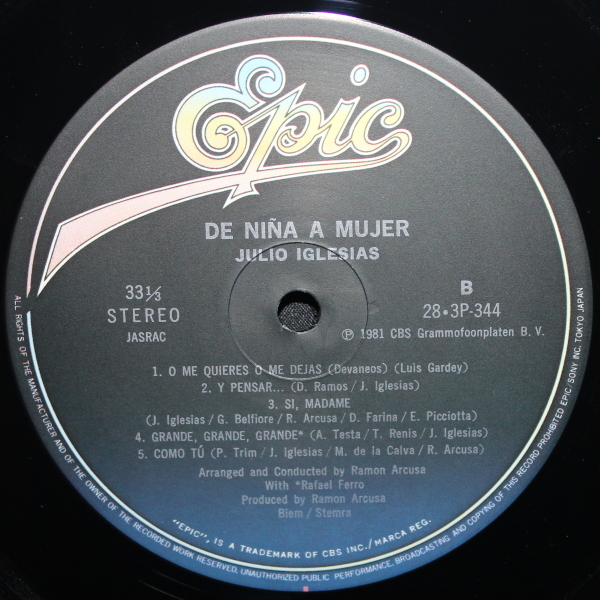 Epic
DE NIÑA A MUJER
JULIO IGLESIAS
33⅓
STEREO
JASRAC
B
28•3P-344
Ⓟ 1981 CBS Grammofoonplaten B. V.
1. O ME QUIERES O ME DEJAS (Devaneos) (Luis Gardey)
2. Y PENSAR... (D. Ramos / J. Iglesias)
3. SI, MADAME
(J. Iglesias / G. Belfiore / R. Arcusa / D. Farina / E. Picciotta)
4. GRANDE, GRANDE, GRANDE* (A. Testa / T. Renis / J. Iglesias)
5. COMO TÚ (P. Trim / J. Iglesias / M. de la Calva / R. Arcusa)
Arranged and Conducted by Ramon Arcusa
With *Rafael Ferro
Produced by Ramon Arcusa
Biem / Stemra
"EPIC", IS A TRADEMARK OF CBS INC./MARCA REG.
ALL RIGHTS OF THE MANUFACTURER AND OF THE OWNER OF THE RECORDED WORK RESERVED. UNAUTHORIZED PUBLIC PERFORMANCE, BROADCASTING AND COPYING OF THIS RECORD PROHIBITED EPIC/SONY INC. TOKYO JAPAN